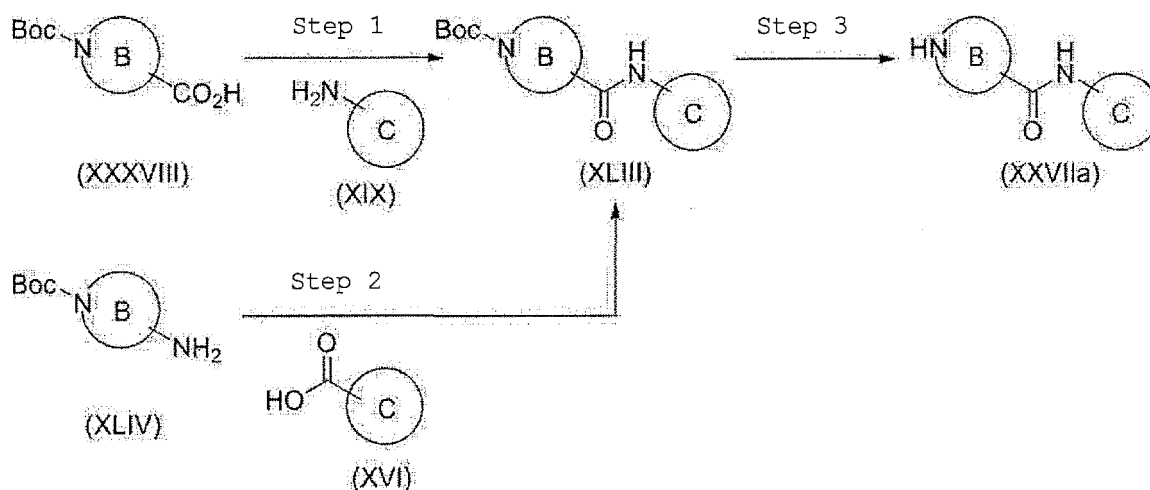 Boc N B CO₂H
(XXXVIII)
Step 1
H₂N C
(XIX)
Boc N B H N O C
(XLIII)
Step 3
HN B H N O C
(XXVIIa)
Boc N B NH₂
(XLIV)
Step 2
O HO C
(XVI)